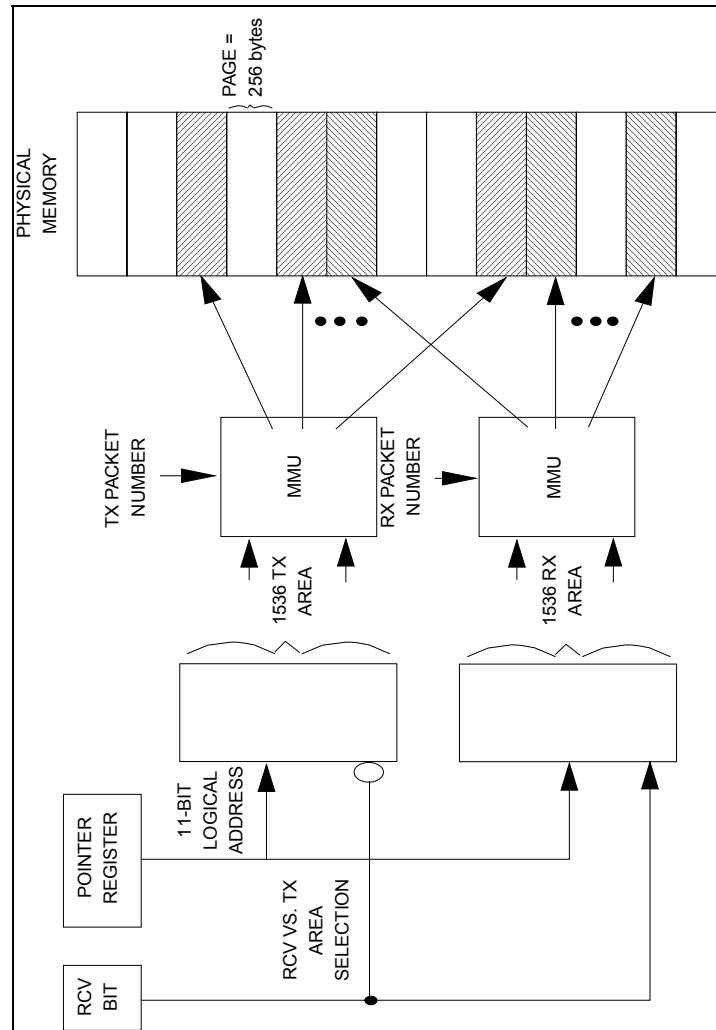 RCV
BIT
POINTER
REGISTER
RCV VS. TX
AREA
SELECTION
11-BIT
LOGICAL
ADDRESS
1536 TX
AREA
1536 RX
AREA
TX PACKET
NUMBER
MMU
RX PACKET
NUMBER
MMU
PHYSICAL
MEMORY
PAGE =
256 bytes